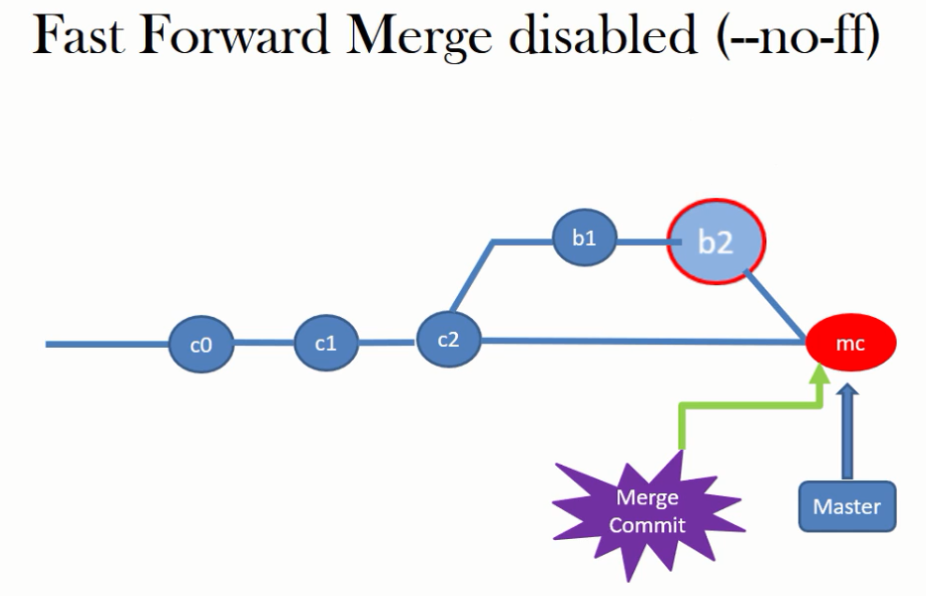 Fast Forward Merge disabled (--no-ff)
b1
b2
c0
c1
c2
mc
Merge
Commit
Master